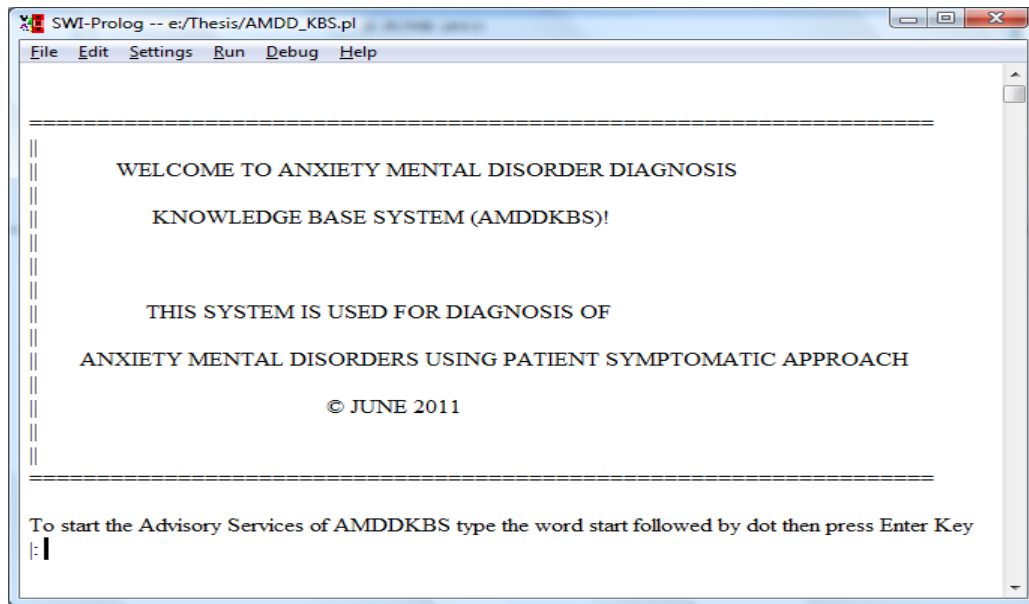 SWI-Prolog -- e:/Thesis/AMDD_KBS.pl
File Edit Settings Run Debug Help
==================================================================
||
|| WELCOME TO ANXIETY MENTAL DISORDER DIAGNOSIS
||
|| KNOWLEDGE BASE SYSTEM (AMDDKBS)!
||
||
||
|| THIS SYSTEM IS USED FOR DIAGNOSIS OF
||
|| ANXIETY MENTAL DISORDERS USING PATIENT SYMPTOMATIC APPROACH
||
|| © JUNE 2011
||
||
==================================================================
To start the Advisory Services of AMDDKBS type the word start followed by dot then press Enter Key
|: